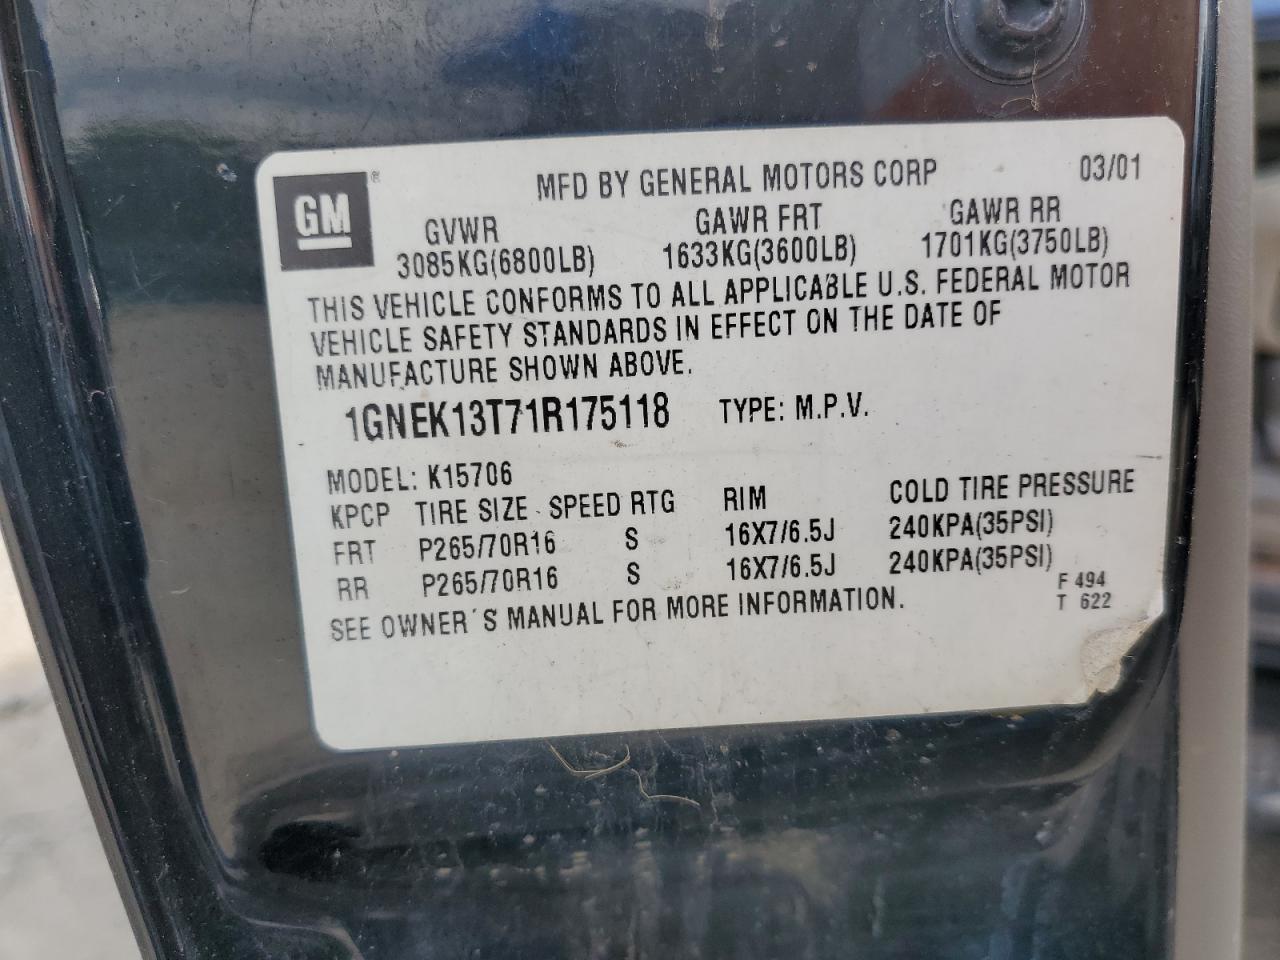 GM®
MFD BY GENERAL MOTORS CORP 03/01
GVWR GAWR FRT GAWR RR
3085KG(6800LB) 1633KG(3600LB) 1701KG(3750LB)
THIS VEHICLE CONFORMS TO ALL APPLICABLE U.S. FEDERAL MOTOR
VEHICLE SAFETY STANDARDS IN EFFECT ON THE DATE OF
MANUFACTURE SHOWN ABOVE.
1GNEK13T71R175118 TYPE: M.P.V.
MODEL: K15706
KPCP TIRE SIZE SPEED RTG RIM COLD TIRE PRESSURE
FRT P265/70R16 S 16X7/6.5J 240KPA(35PSI)
RR P265/70R16 S 16X7/6.5J 240KPA(35PSI)
SEE OWNER'S MANUAL FOR MORE INFORMATION.
F 494
T 622